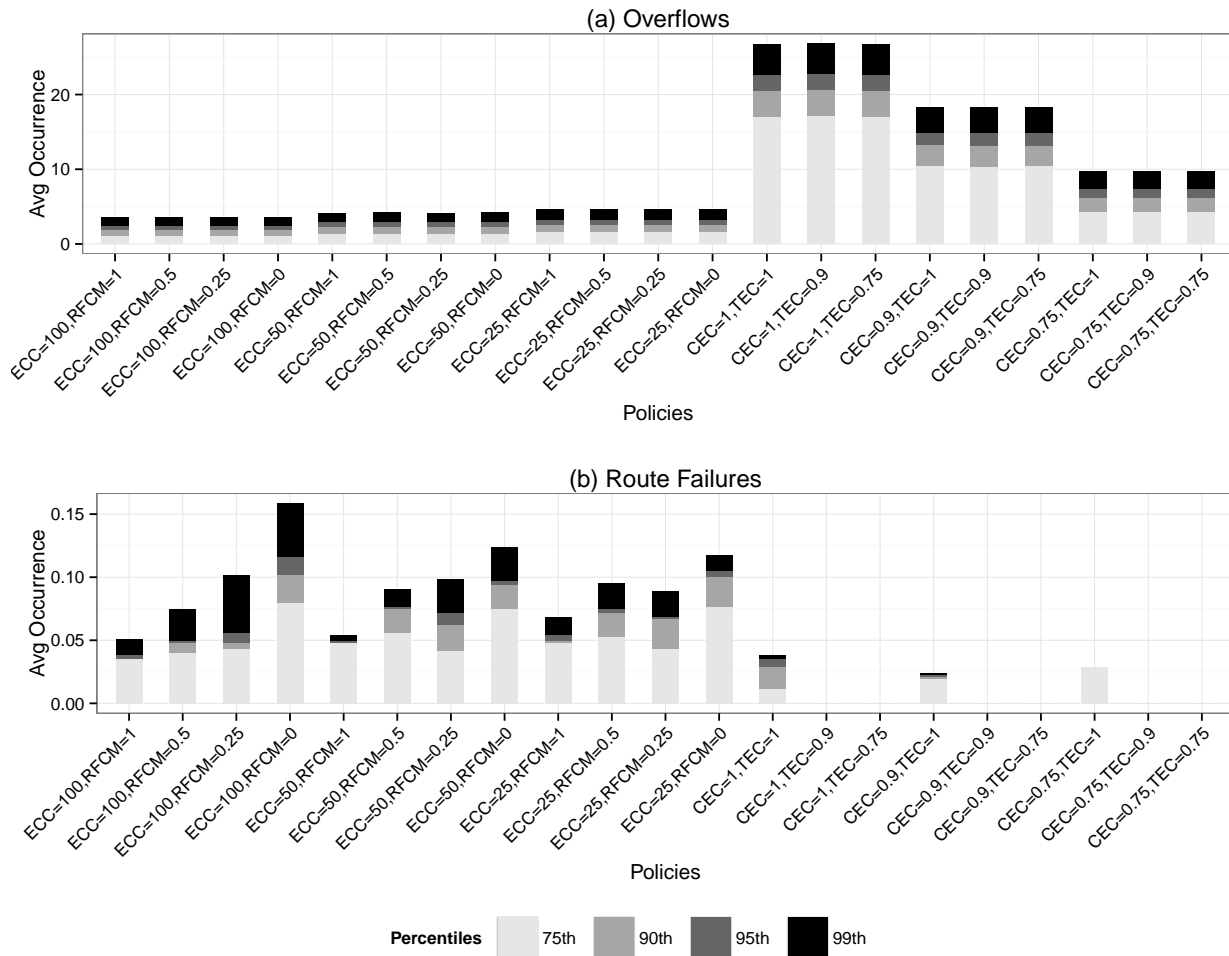 (a) Overflows
Avg Occurrence
20
10
0
ECC=100,RFCM=1
ECC=100,RFCM=0.5
ECC=100,RFCM=0.25
ECC=100,RFCM=0
ECC=50,RFCM=1
ECC=50,RFCM=0.5
ECC=50,RFCM=0.25
ECC=50,RFCM=0
ECC=25,RFCM=1
ECC=25,RFCM=0.5
ECC=25,RFCM=0.25
ECC=25,RFCM=0
CEC=1,TEC=1
CEC=1,TEC=0.9
CEC=1,TEC=0.75
CEC=0.9,TEC=1
CEC=0.9,TEC=0.9
CEC=0.9,TEC=0.75
CEC=0.75,TEC=1
CEC=0.75,TEC=0.9
CEC=0.75,TEC=0.75
Policies
(b) Route Failures
Avg Occurrence
0.15
0.10
0.05
0.00
ECC=100,RFCM=1
ECC=100,RFCM=0.5
ECC=100,RFCM=0.25
ECC=100,RFCM=0
ECC=50,RFCM=1
ECC=50,RFCM=0.5
ECC=50,RFCM=0.25
ECC=50,RFCM=0
ECC=25,RFCM=1
ECC=25,RFCM=0.5
ECC=25,RFCM=0.25
ECC=25,RFCM=0
CEC=1,TEC=1
CEC=1,TEC=0.9
CEC=1,TEC=0.75
CEC=0.9,TEC=1
CEC=0.9,TEC=0.9
CEC=0.9,TEC=0.75
CEC=0.75,TEC=1
CEC=0.75,TEC=0.9
CEC=0.75,TEC=0.75
Policies
Percentiles 75th 90th 95th 99th